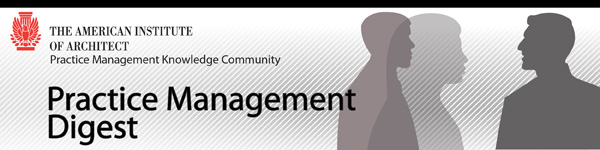 THE AMERICAN INSTITUTE
OF ARCHITECT
Practice Management Knowledge Community
Practice Management
Digest